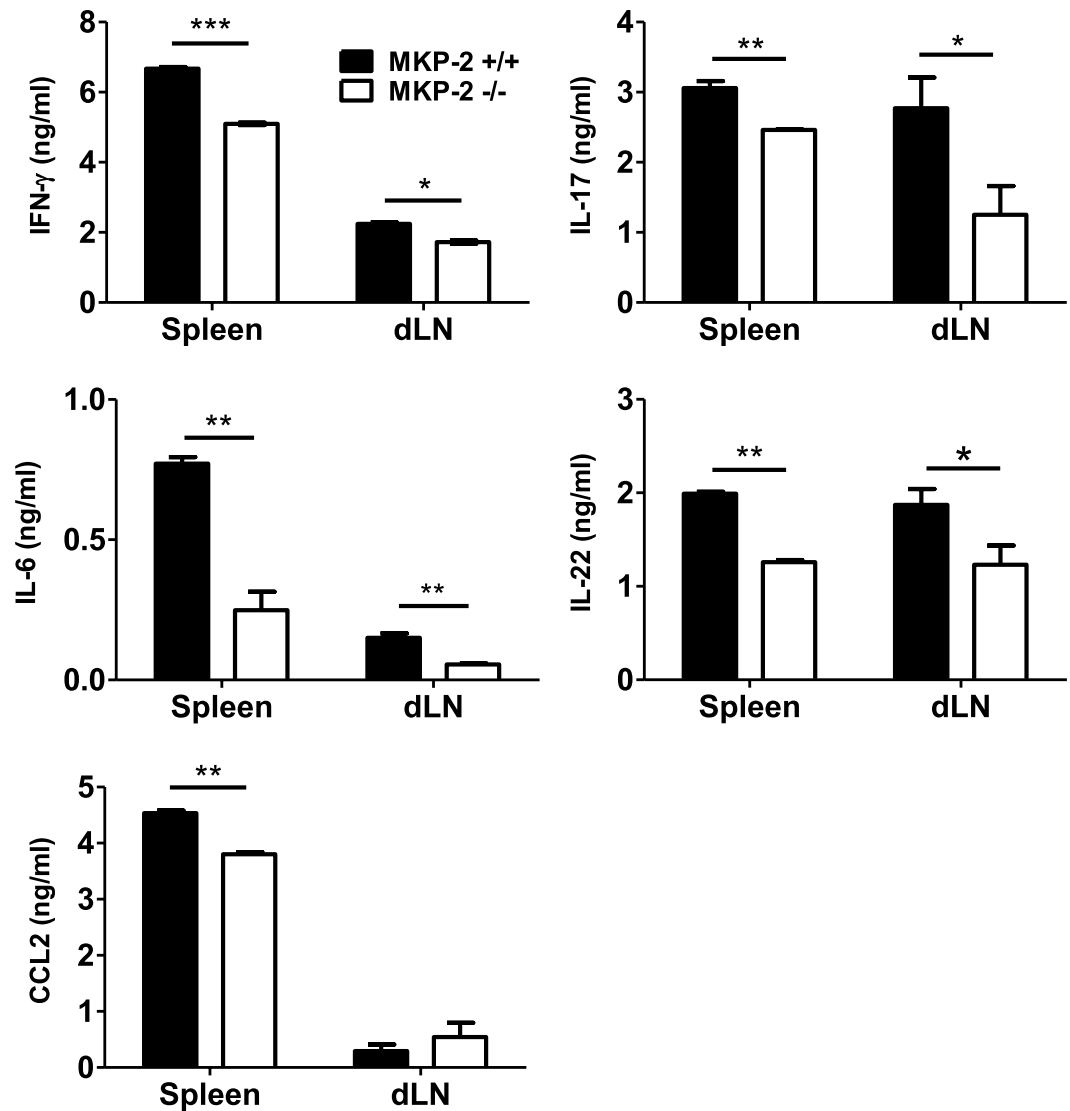 IFN-γ (ng/ml)
8
6
4
2
0
***
*
MKP-2 +/+
MKP-2 -/-
Spleen
dLN
IL-17 (ng/ml)
4
3
2
1
0
**
*
Spleen
dLN
IL-6 (ng/ml)
1.0
0.5
0.0
**
**
Spleen
dLN
IL-22 (ng/ml)
3
2
1
0
**
*
Spleen
dLN
CCL2 (ng/ml)
5
4
3
2
1
0
**
Spleen
dLN